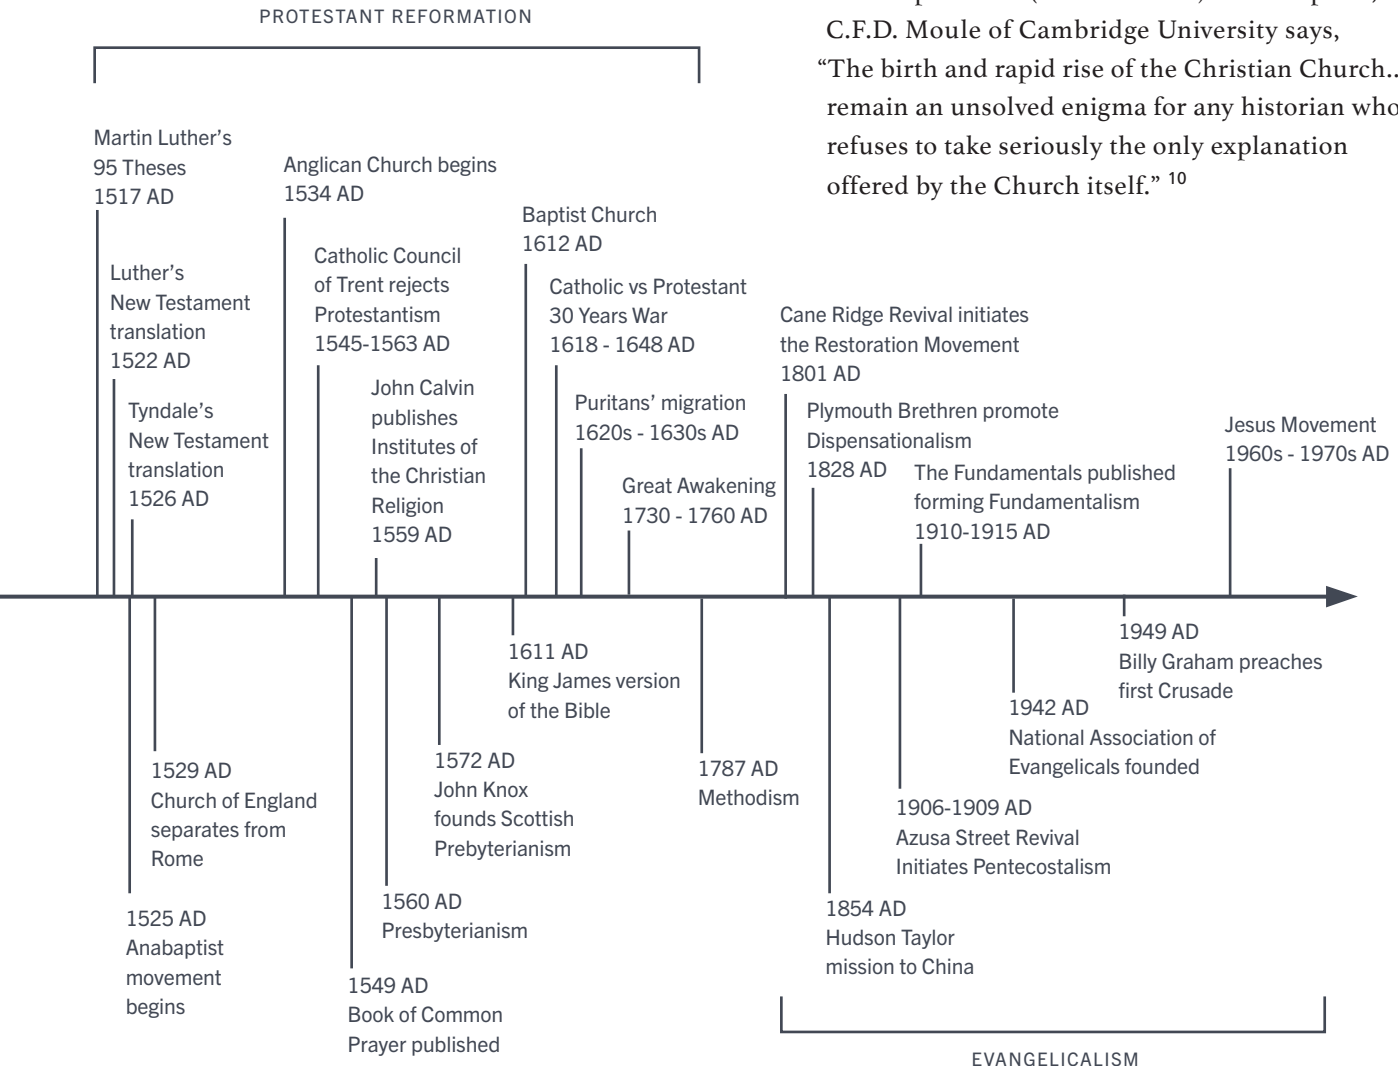 PROTESTANT REFORMATION
C.F.D. Moule of Cambridge University says,
“The birth and rapid rise of the Christian Church..
remain an unsolved enigma for any historian who
refuses to take seriously the only explanation
offered by the Church itself.” 10
Martin Luther’s
95 Theses
1517 AD
Anglican Church begins
1534 AD
Baptist Church
1612 AD
Luther’s
New Testament
translation
1522 AD
Catholic Council
of Trent rejects
Protestantism
1545-1563 AD
Catholic vs Protestant
30 Years War
1618 - 1648 AD
Cane Ridge Revival initiates
the Restoration Movement
1801 AD
Tyndale’s
New Testament
translation
1526 AD
John Calvin
publishes
Institutes of
the Christian
Religion
1559 AD
Puritans’ migration
1620s - 1630s AD
Great Awakening
1730 - 1760 AD
Plymouth Brethren promote
Dispensationalism
1828 AD
The Fundamentals published
forming Fundamentalism
1910-1915 AD
Jesus Movement
1960s - 1970s AD
1529 AD
Church of England
separates from
Rome
1525 AD
Anabaptist
movement
begins
1549 AD
Book of Common
Prayer published
1560 AD
Presbyterianism
1572 AD
John Knox
founds Scottish
Prebyterianism
1611 AD
King James version
of the Bible
1787 AD
Methodism
1854 AD
Hudson Taylor
mission to China
1906-1909 AD
Azusa Street Revival
Initiates Pentecostalism
1942 AD
National Association of
Evangelicals founded
1949 AD
Billy Graham preaches
first Crusade
EVANGELICALISM